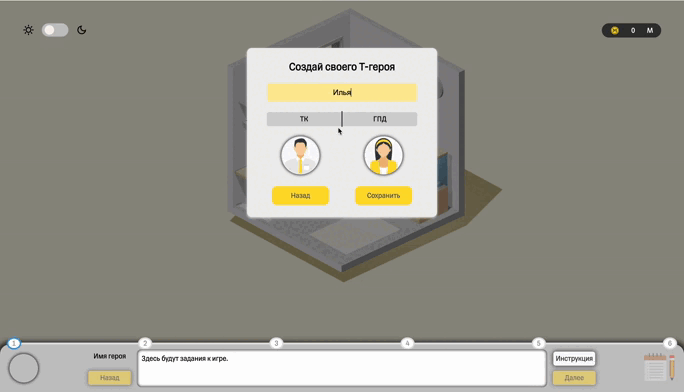 0 M
Создай своего Т-героя
Илья
ТК ГПД
Назад Сохранить
1 2 3 4 5 6
Имя героя
Здесь будут задания к игре.
Инструкция
Назад
Далее